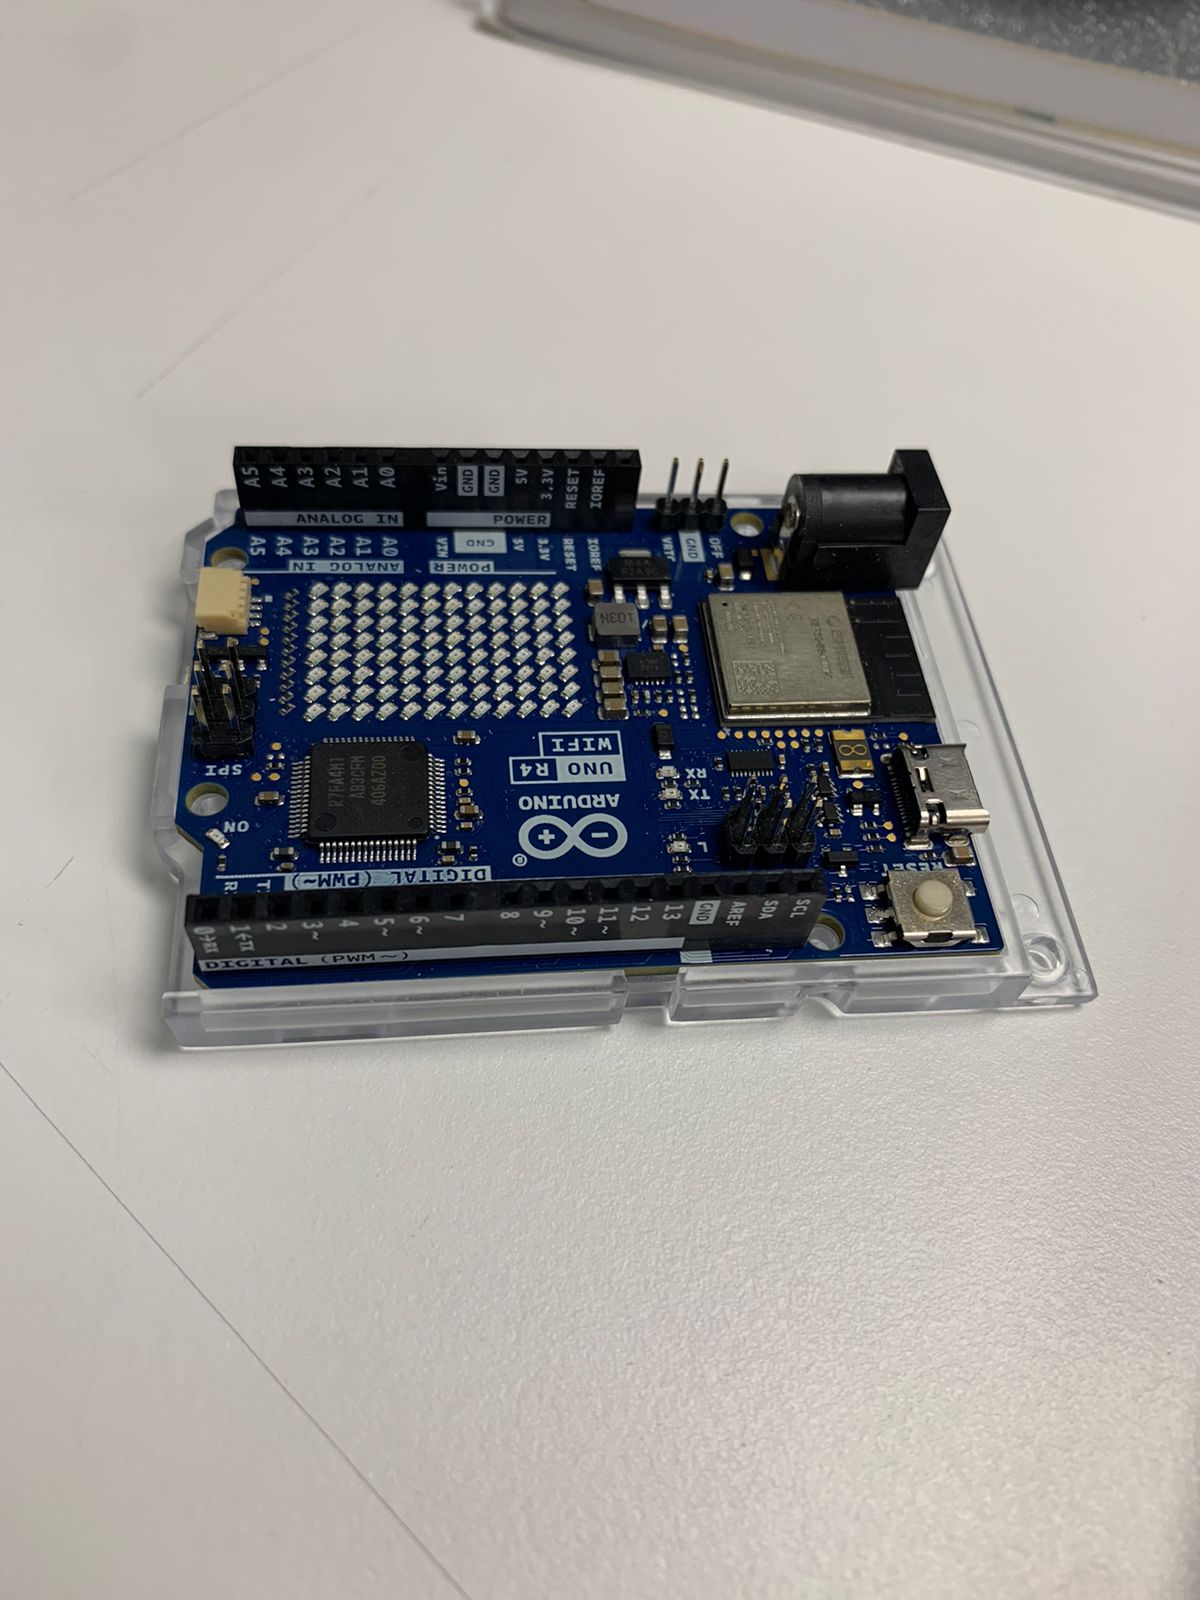 A5 A4 A3 A2 A1 A0 Vin GND GND 5V 3.3V RESET IOREF
ANALOG IN POWER
A5 A4 A3 A2 A1 A0 VIN GND 5V 3.3V RESET IOREF VRTC GND OFF
ANALOG IN POWER
103N
8
SPI
R7FA4M1
AB3CFM
406AZ00
ARDUINO
®
UNO R4
WIFI
RX
TX
L
ON
RESET
DIGITAL (PWM~)
0→RX 1←TX 2 3~ 4 5~ 6~ 7 8 9~ 10~ 11~ 12 13 GND AREF SDA SCL
DIGITAL (PWM~)